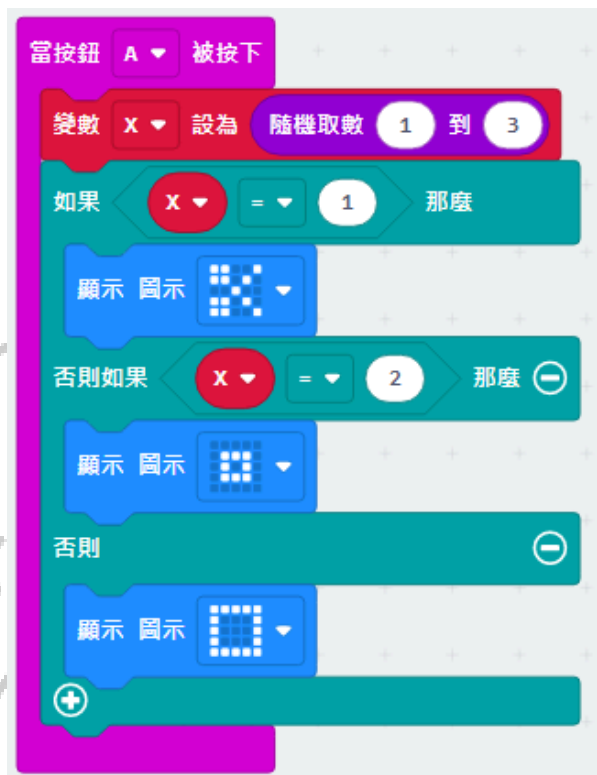 當按鈕 A 被按下
變數 X 設為 隨機取數 1 到 3
如果 X = 1 那麼
顯示 圖示
否則如果 X = 2 那麼
顯示 圖示
否則
顯示 圖示